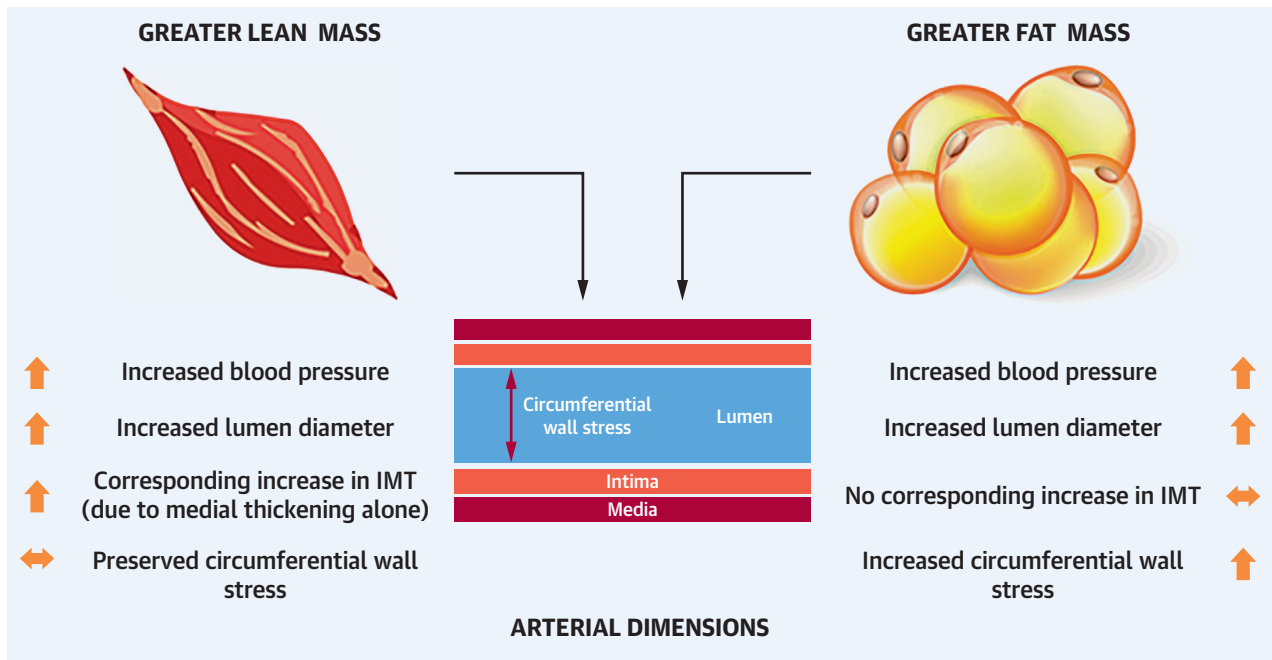 GREATER LEAN MASS
Increased blood pressure
Increased lumen diameter
Corresponding increase in IMT
(due to medial thickening alone)
Preserved circumferential wall
stress
Circumferential
wall stress
Lumen
Intima
Media
GREATER FAT MASS
Increased blood pressure
Increased lumen diameter
No corresponding increase in IMT
Increased circumferential wall
stress
ARTERIAL DIMENSIONS